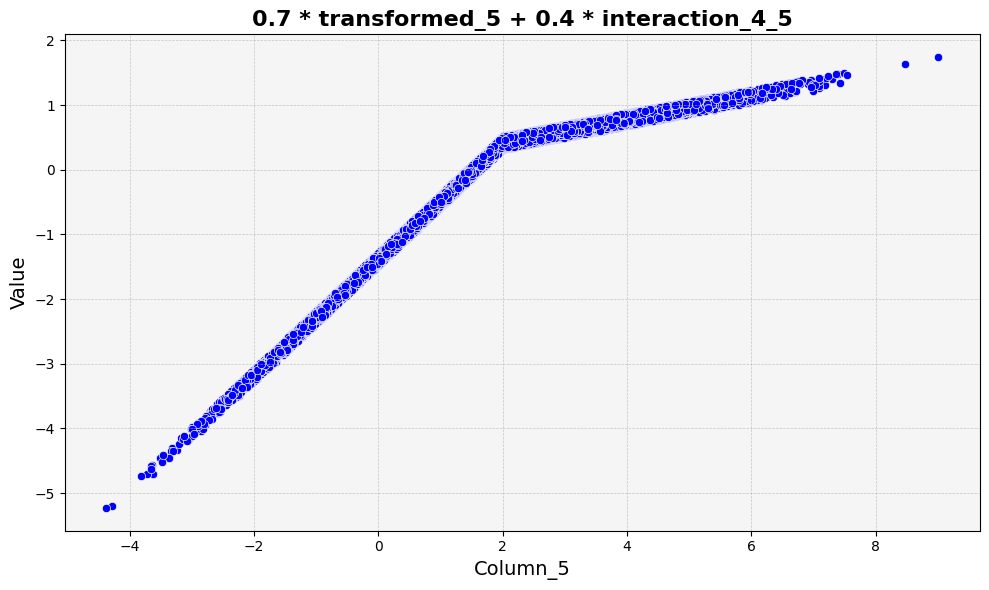 0.7 * transformed_5 + 0.4 * interaction_4_5
2
1
0
−1
−2
−3
−4
−5
Value
−4 −2 0 2 4 6 8
Column_5